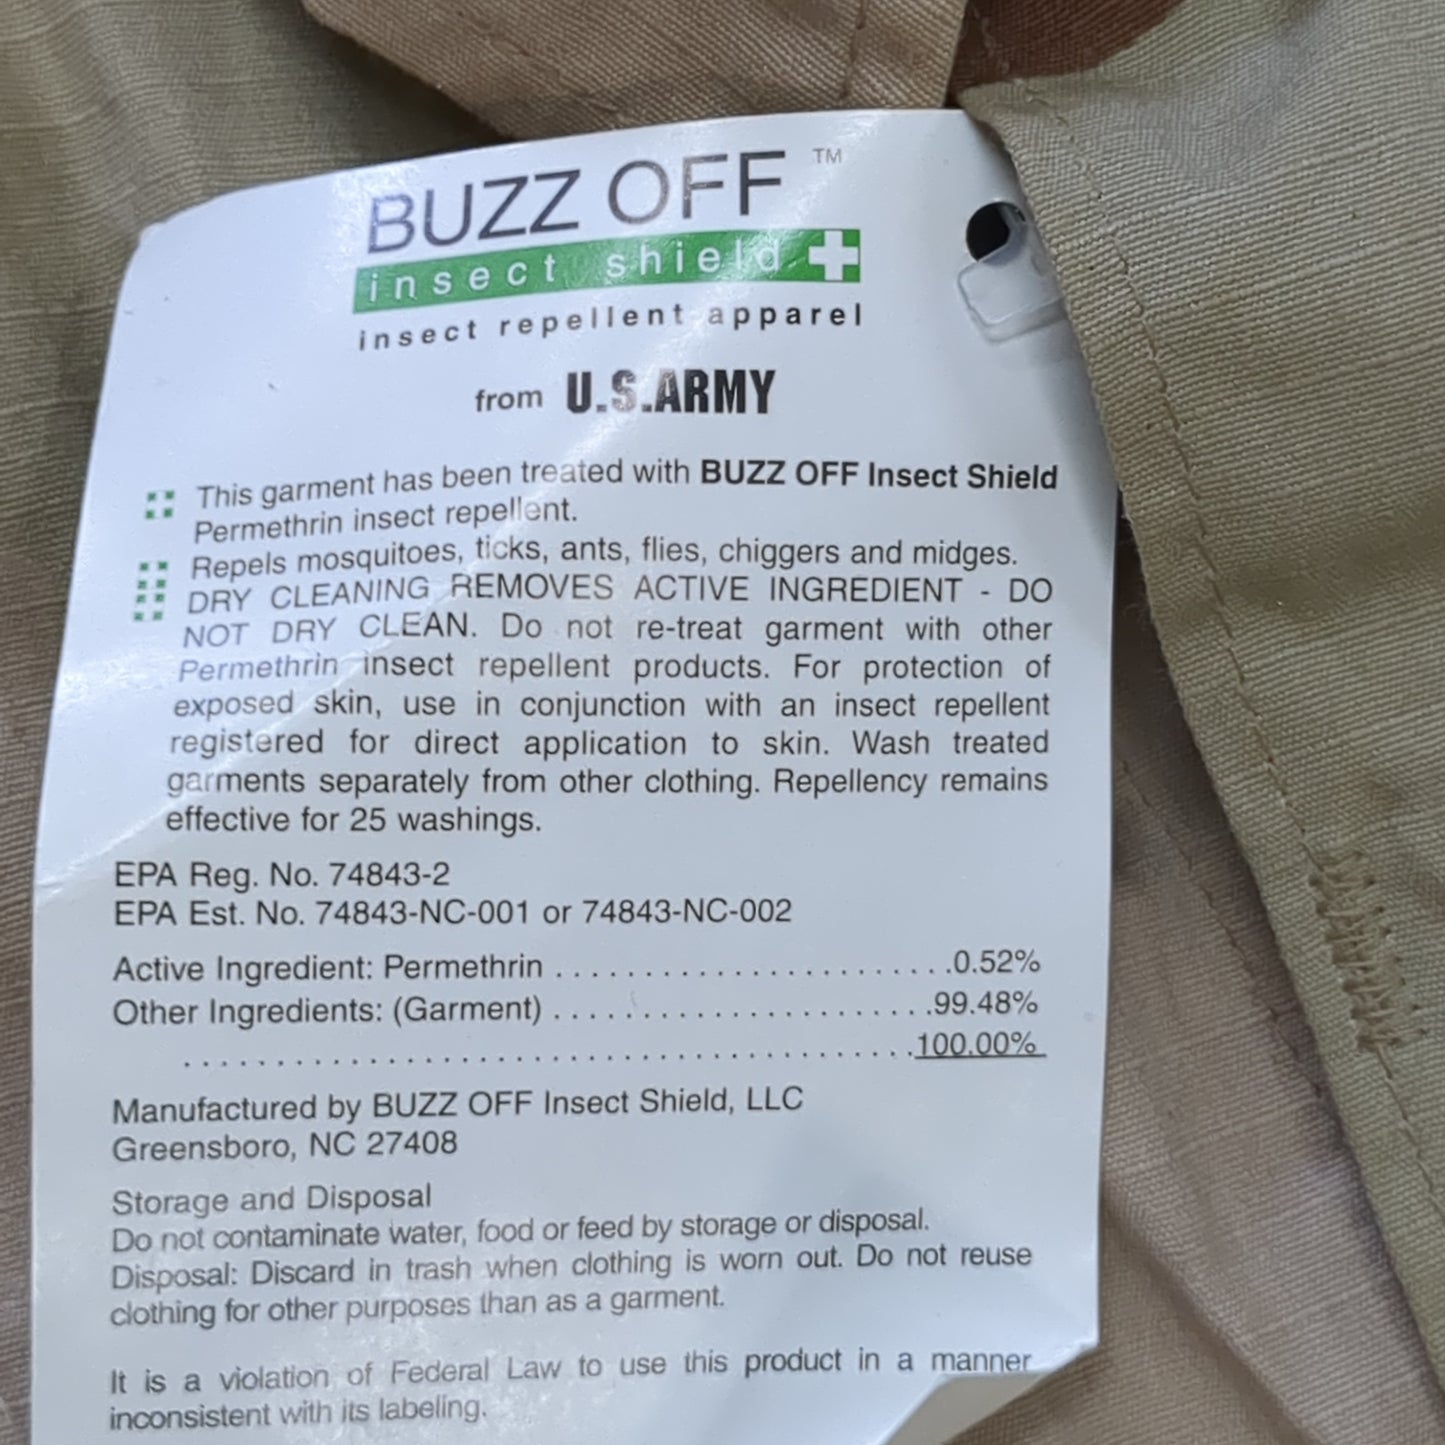 BUZZ OFF ™
insect shield
insect repellent apparel
from U.S.ARMY
This garment has been treated with BUZZ OFF Insect Shield
Permethrin insect repellent.
Repels mosquitoes, ticks, ants, flies, chiggers and midges.
DRY CLEANING REMOVES ACTIVE INGREDIENT - DO
NOT DRY CLEAN. Do not re-treat garment with other
Permethrin insect repellent products. For protection of
exposed skin, use in conjunction with an insect repellent
registered for direct application to skin. Wash treated
garments separately from other clothing. Repellency remains
effective for 25 washings.
EPA Reg. No. 74843-2
EPA Est. No. 74843-NC-001 or 74843-NC-002
Active Ingredient: Permethrin . . . . . . . . . . . . . . . . . . . . . . .0.52%
Other Ingredients: (Garment) . . . . . . . . . . . . . . . . . . . . . .99.48%
. . . . . . . . . . . . . . . . . . . . . . . . . . . . . . . . . . . . . . . .100.00%
Manufactured by BUZZ OFF Insect Shield, LLC
Greensboro, NC 27408
Storage and Disposal
Do not contaminate water, food or feed by storage or disposal.
Disposal: Discard in trash when clothing is worn out. Do not reuse
clothing for other purposes than as a garment.
It is a violation of Federal Law to use this product in a manner
inconsistent with its labeling.